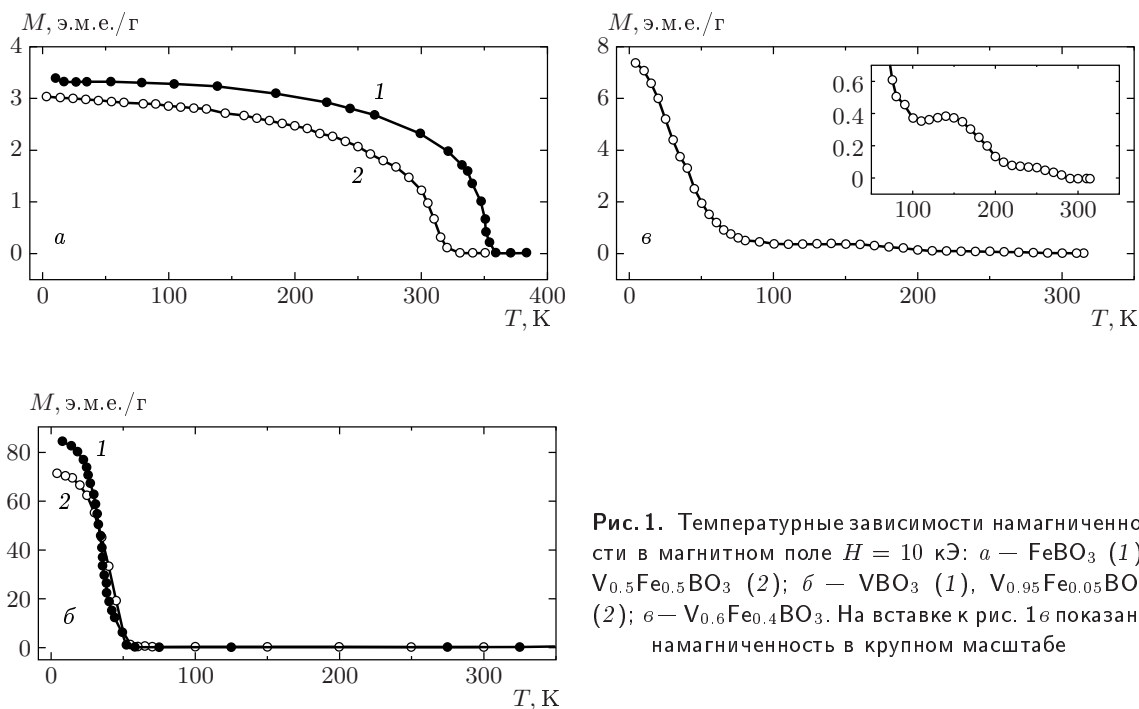 M, э.м.е./г
4
3
2
1
0
1
2
а
0 100 200 300 400
T, К
M, э.м.е./г
8
6
4
2
0
0.6
0.4
0.2
0
100 200 300
в
0 100 200 300
T, К
M, э.м.е./г
80
60
40
20
0
1
2
б
0 100 200 300
T, К
Рис. 1. Температурные зависимости намагниченно-
сти в магнитном поле H = 10 кЭ: а — FeBO₃ (1)
V₀.₅Fe₀.₅BO₃ (2); б — VBO₃ (1), V₀.₉₅Fe₀.₀₅BO
(2); в — V₀.₆Fe₀.₄BO₃. На вставке к рис. 1в показан
намагниченность в крупном масштабе